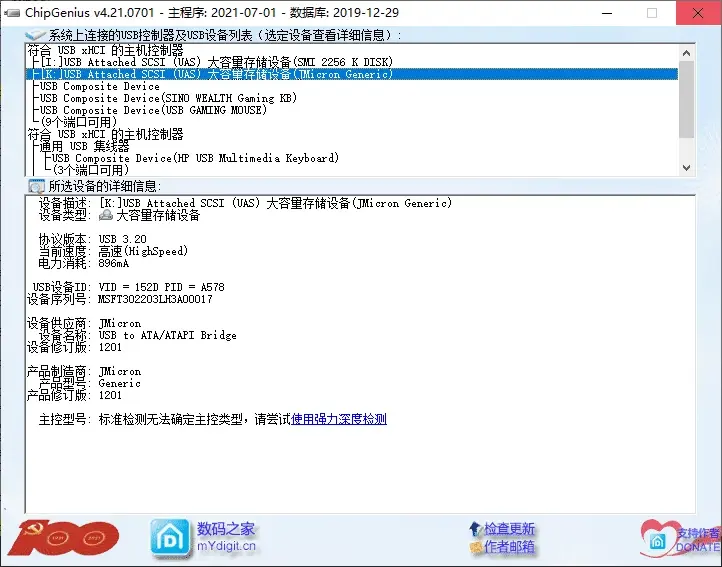 ChipGenius v4.21.0701 - 主程序: 2021-07-01 - 数据库: 2019-12-29
系统上连接的USB控制器及USB设备列表（选定设备查看详细信息）:
符合 USB xHCI 的主机控制器
[I:]USB Attached SCSI (UAS) 大容量存储设备(SMI 2256 K DISK)
[K:]USB Attached SCSI (UAS) 大容量存储设备(JMicron Generic)
USB Composite Device
USB Composite Device(SINO WEALTH Gaming KB)
USB Composite Device(USB GAMING MOUSE)
(9个端口可用)
符合 USB xHCI 的主机控制器
通用 USB 集线器
USB Composite Device(HP USB Multimedia Keyboard)
(3个端口可用)
所选设备的详细信息:
设备描述: [K:]USB Attached SCSI (UAS) 大容量存储设备(JMicron Generic)
设备类型: 大容量存储设备
协议版本: USB 3.20
当前速度: 高速(HighSpeed)
电力消耗: 896mA
USB设备ID: VID = 152D PID = A578
设备序列号: MSFT302203LH3A00017
设备供应商: JMicron
设备名称: USB to ATA/ATAPI Bridge
设备修订版: 1201
产品制造商: JMicron
产品型号: Generic
产品修订版: 1201
主控型号: 标准检测无法确定主控类型，请尝试使用强力深度检测
100
1921
2021
数码之家
mYdigit.cn
检查更新
作者邮箱
支持作者
DONATE